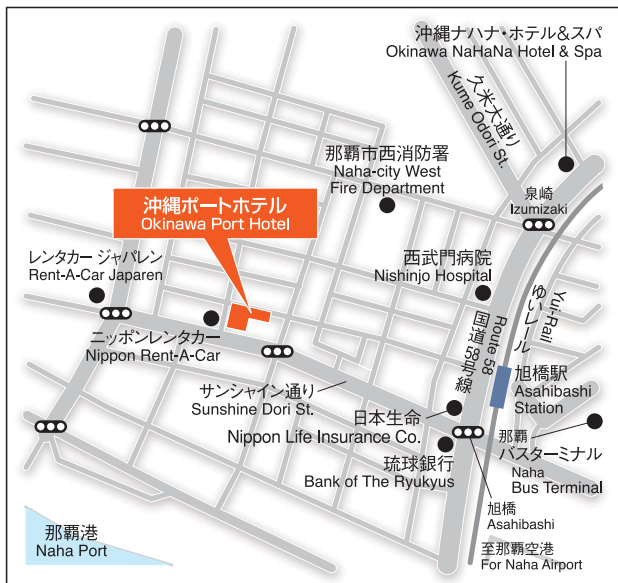 沖縄ナハナ・ホテル&スパ
Okinawa NaHaNa Hotel & Spa
久米大通り
Kume Odori St.
那覇市西消防署
Naha-city West
Fire Department
泉崎
Izumizaki
沖縄ポートホテル
Okinawa Port Hotel
西武門病院
Nishinjo Hospital
レンタカー ジャパレン
Rent-A-Car Japaren
ニッポンレンタカー
Nippon Rent-A-Car
ゆいレール
Yui-Rail
国道58号線
Route 58
サンシャイン通り
Sunshine Dori St.
旭橋駅
Asahibashi
Station
日本生命
Nippon Life Insurance Co.
琉球銀行
Bank of The Ryukyus
那覇
バスターミナル
Naha
Bus Terminal
旭橋
Asahibashi
那覇港
Naha Port
至那覇空港
For Naha Airport